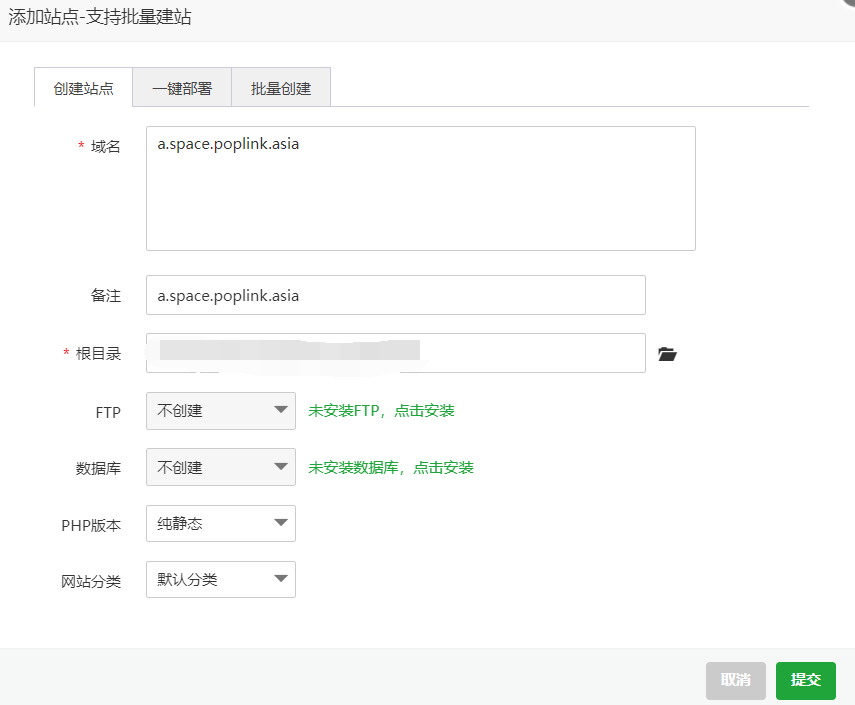 添加站点-支持批量建站
创建站点 一键部署 批量创建
* 域名 a.space.poplink.asia
备注 a.space.poplink.asia
* 根目录
FTP 不创建 未安装FTP，点击安装
数据库 不创建 未安装数据库，点击安装
PHP版本 纯静态
网站分类 默认分类
取消 提交